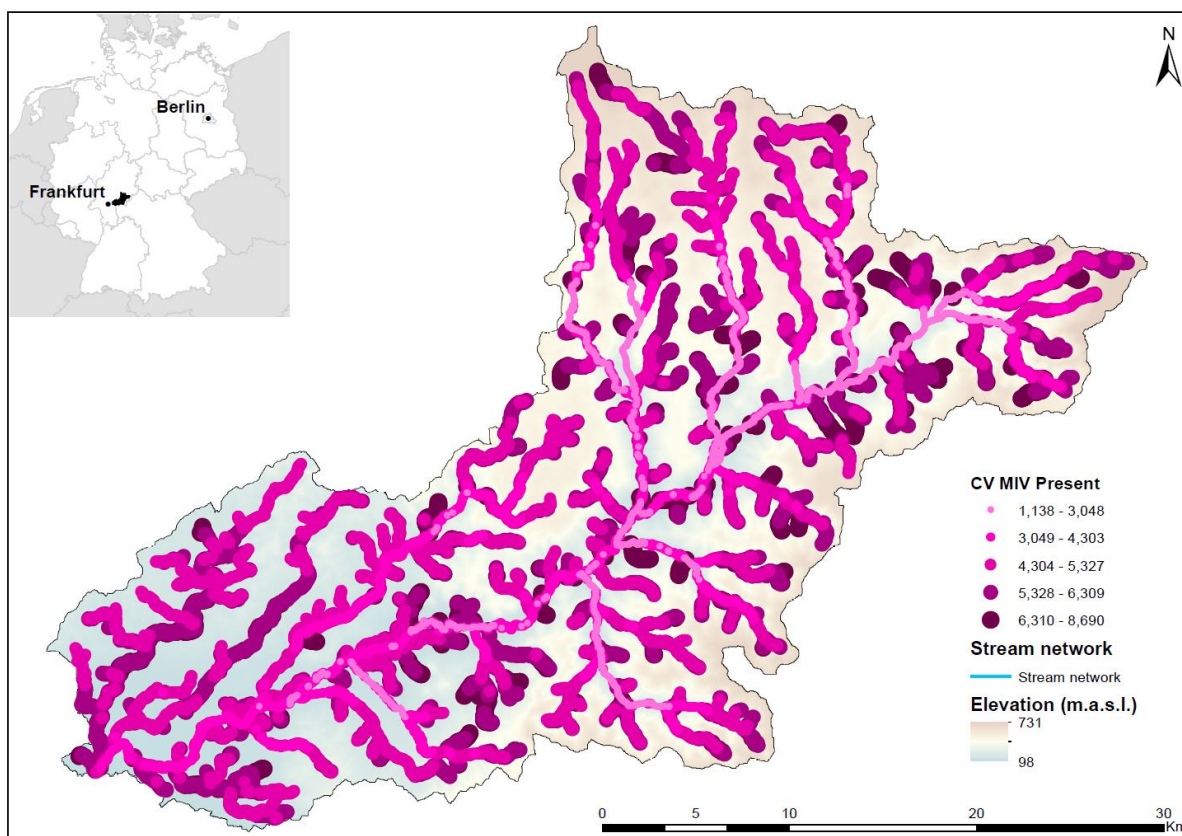 N
Berlin
Frankfurt
CV MIV Present
1,138 - 3,048
3,049 - 4,303
4,304 - 5,327
5,328 - 6,309
6,310 - 8,690
Stream network
Stream network
Elevation (m.a.s.l.)
731
98
0 5 10 20 30
Km